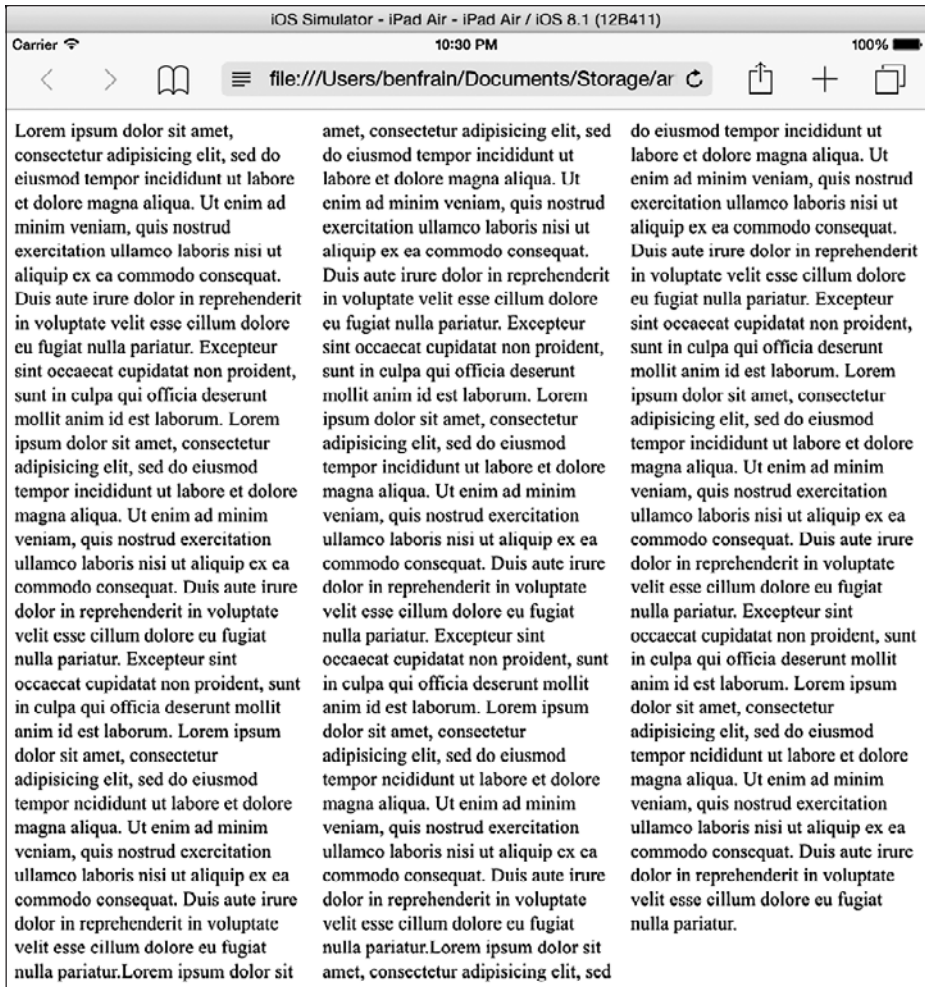 iOS Simulator - iPad Air - iPad Air / iOS 8.1 (12B411)
Carrier 10:30 PM 100%
file:///Users/benfrain/Documents/Storage/ar
Lorem ipsum dolor sit amet,
consectetur adipisicing elit, sed do
eiusmod tempor incididunt ut labore
et dolore magna aliqua. Ut enim ad
minim veniam, quis nostrud
exercitation ullamco laboris nisi ut
aliquip ex ea commodo consequat.
Duis aute irure dolor in reprehenderit
in voluptate velit esse cillum dolore
eu fugiat nulla pariatur. Excepteur
sint occaecat cupidatat non proident,
sunt in culpa qui officia deserunt
mollit anim id est laborum. Lorem
ipsum dolor sit amet, consectetur
adipisicing elit, sed do eiusmod
tempor incididunt ut labore et dolore
magna aliqua. Ut enim ad minim
veniam, quis nostrud exercitation
ullamco laboris nisi ut aliquip ex ea
commodo consequat. Duis aute irure
dolor in reprehenderit in voluptate
velit esse cillum dolore eu fugiat
nulla pariatur. Excepteur sint
occaecat cupidatat non proident, sunt
in culpa qui officia deserunt mollit
anim id est laborum. Lorem ipsum
dolor sit amet, consectetur
adipisicing elit, sed do eiusmod
tempor ncididunt ut labore et dolore
magna aliqua. Ut enim ad minim
veniam, quis nostrud exercitation
ullamco laboris nisi ut aliquip ex ea
commodo consequat. Duis aute irure
dolor in reprehenderit in voluptate
velit esse cillum dolore eu fugiat
nulla pariatur.Lorem ipsum dolor sit
amet, consectetur adipisicing elit, sed
do eiusmod tempor incididunt ut
labore et dolore magna aliqua. Ut
enim ad minim veniam, quis nostrud
exercitation ullamco laboris nisi ut
aliquip ex ea commodo consequat.
Duis aute irure dolor in reprehenderit
in voluptate velit esse cillum dolore
eu fugiat nulla pariatur. Excepteur
sint occaecat cupidatat non proident,
sunt in culpa qui officia deserunt
mollit anim id est laborum. Lorem
ipsum dolor sit amet, consectetur
adipisicing elit, sed do eiusmod
tempor incididunt ut labore et dolore
magna aliqua. Ut enim ad minim
veniam, quis nostrud exercitation
ullamco laboris nisi ut aliquip ex ea
commodo consequat. Duis aute irure
dolor in reprehenderit in voluptate
velit esse cillum dolore eu fugiat
nulla pariatur. Excepteur sint
occaecat cupidatat non proident, sunt
in culpa qui officia deserunt mollit
anim id est laborum. Lorem ipsum
dolor sit amet, consectetur
adipisicing elit, sed do eiusmod
tempor ncididunt ut labore et dolore
magna aliqua. Ut enim ad minim
veniam, quis nostrud exercitation
ullamco laboris nisi ut aliquip ex ea
commodo consequat. Duis aute irure
dolor in reprehenderit in voluptate
velit esse cillum dolore eu fugiat
nulla pariatur.Lorem ipsum dolor sit
amet, consectetur adipisicing elit, sed
do eiusmod tempor incididunt ut
labore et dolore magna aliqua. Ut
enim ad minim veniam, quis nostrud
exercitation ullamco laboris nisi ut
aliquip ex ea commodo consequat.
Duis aute irure dolor in reprehenderit
in voluptate velit esse cillum dolore
eu fugiat nulla pariatur. Excepteur
sint occaecat cupidatat non proident,
sunt in culpa qui officia deserunt
mollit anim id est laborum. Lorem
ipsum dolor sit amet, consectetur
adipisicing elit, sed do eiusmod
tempor incididunt ut labore et dolore
magna aliqua. Ut enim ad minim
veniam, quis nostrud exercitation
ullamco laboris nisi ut aliquip ex ea
commodo consequat. Duis aute irure
dolor in reprehenderit in voluptate
velit esse cillum dolore eu fugiat
nulla pariatur. Excepteur sint
occaecat cupidatat non proident, sunt
in culpa qui officia deserunt mollit
anim id est laborum. Lorem ipsum
dolor sit amet, consectetur
adipisicing elit, sed do eiusmod
tempor ncididunt ut labore et dolore
magna aliqua. Ut enim ad minim
veniam, quis nostrud exercitation
ullamco laboris nisi ut aliquip ex ea
commodo consequat. Duis aute irure
dolor in reprehenderit in voluptate
velit esse cillum dolore eu fugiat
nulla pariatur.